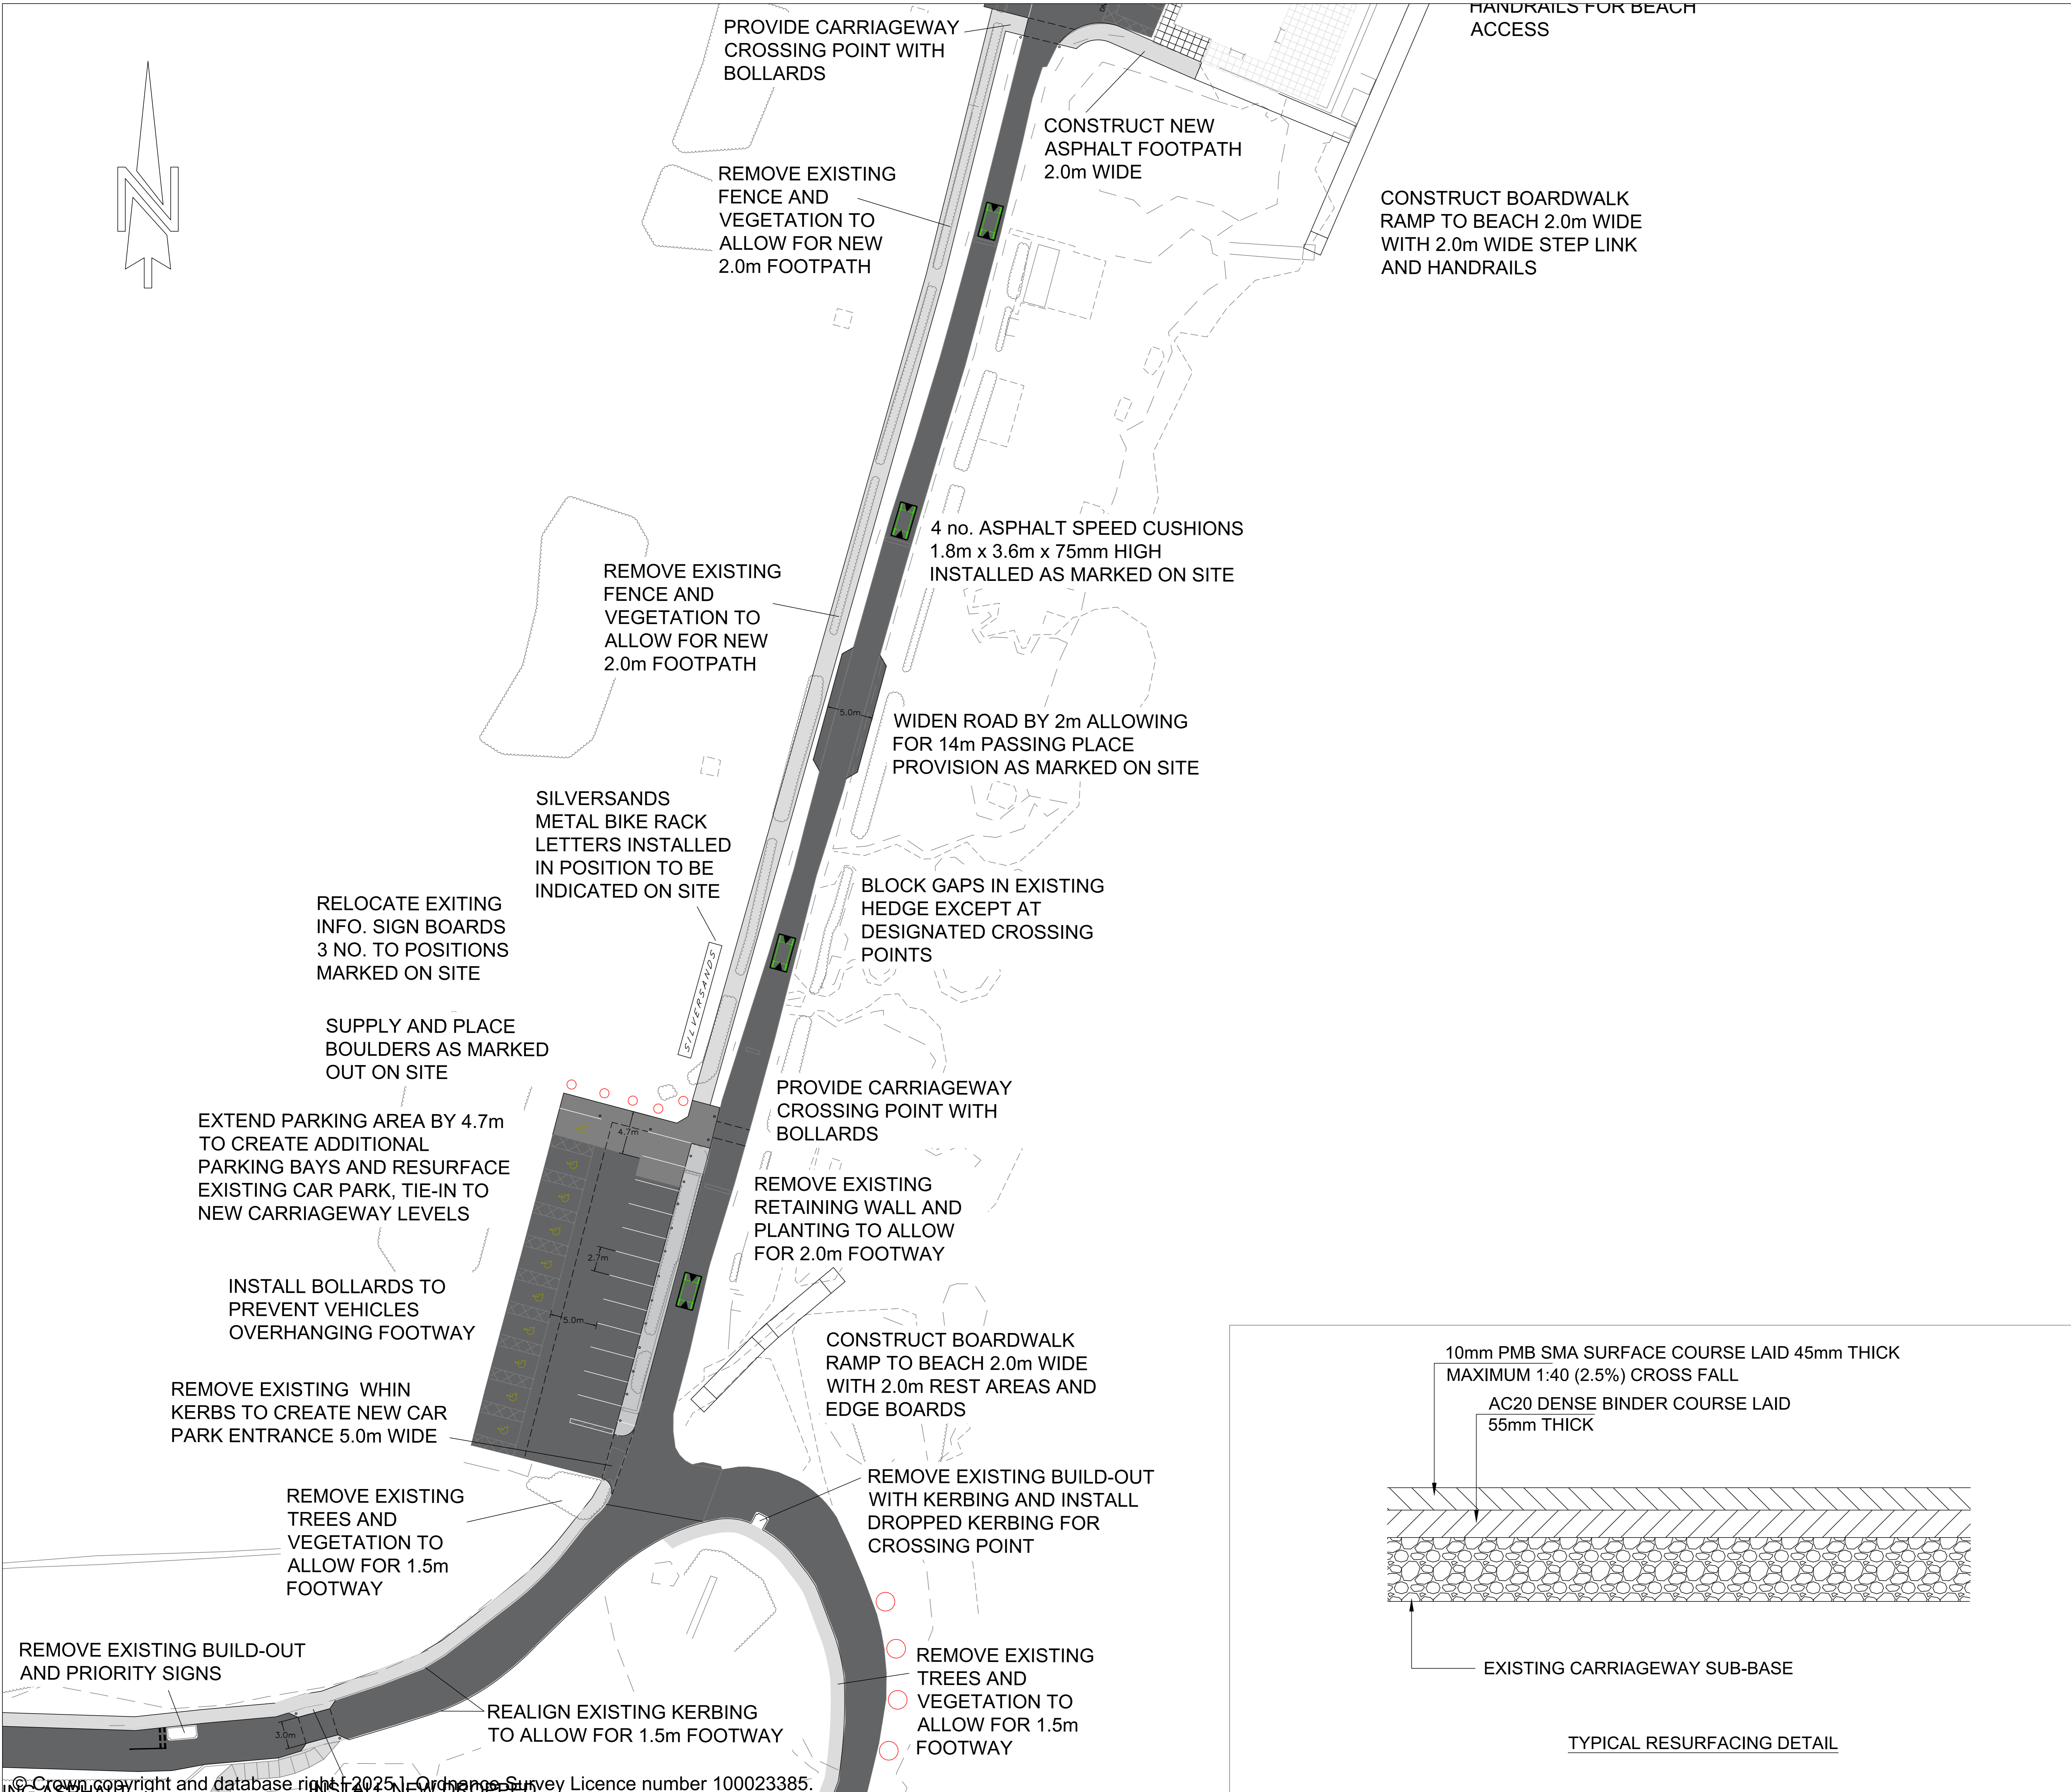 HANDRAILS FOR BEACH
ACCESS
PROVIDE CARRIAGEWAY
CROSSING POINT WITH
BOLLARDS
CONSTRUCT NEW
ASPHALT FOOTPATH
2.0m WIDE
REMOVE EXISTING
FENCE AND
VEGETATION TO
ALLOW FOR NEW
2.0m FOOTPATH
CONSTRUCT BOARDWALK
RAMP TO BEACH 2.0m WIDE
WITH 2.0m WIDE STEP LINK
AND HANDRAILS
N
4 no. ASPHALT SPEED CUSHIONS
1.8m x 3.6m x 75mm HIGH
INSTALLED AS MARKED ON SITE
REMOVE EXISTING
FENCE AND
VEGETATION TO
ALLOW FOR NEW
2.0m FOOTPATH
5.0m
WIDEN ROAD BY 2m ALLOWING
FOR 14m PASSING PLACE
PROVISION AS MARKED ON SITE
SILVERSANDS
METAL BIKE RACK
LETTERS INSTALLED
IN POSITION TO BE
INDICATED ON SITE
BLOCK GAPS IN EXISTING
HEDGE EXCEPT AT
DESIGNATED CROSSING
POINTS
RELOCATE EXITING
INFO. SIGN BOARDS
3 NO. TO POSITIONS
MARKED ON SITE
SILVERSANDS
SUPPLY AND PLACE
BOULDERS AS MARKED
OUT ON SITE
PROVIDE CARRIAGEWAY
CROSSING POINT WITH
BOLLARDS
EXTEND PARKING AREA BY 4.7m
TO CREATE ADDITIONAL
PARKING BAYS AND RESURFACE
EXISTING CAR PARK, TIE-IN TO
NEW CARRIAGEWAY LEVELS
4.7m
REMOVE EXISTING
RETAINING WALL AND
PLANTING TO ALLOW
FOR 2.0m FOOTWAY
2.7m
INSTALL BOLLARDS TO
PREVENT VEHICLES
OVERHANGING FOOTWAY
5.0m
CONSTRUCT BOARDWALK
RAMP TO BEACH 2.0m WIDE
WITH 2.0m REST AREAS AND
EDGE BOARDS
REMOVE EXISTING  WHIN
KERBS TO CREATE NEW CAR
PARK ENTRANCE 5.0m WIDE
REMOVE EXISTING BUILD-OUT
WITH KERBING AND INSTALL
DROPPED KERBING FOR
CROSSING POINT
REMOVE EXISTING
TREES AND
VEGETATION TO
ALLOW FOR 1.5m
FOOTWAY
REMOVE EXISTING BUILD-OUT
AND PRIORITY SIGNS
3.0m
REALIGN EXISTING KERBING
TO ALLOW FOR 1.5m FOOTWAY
REMOVE EXISTING
TREES AND
VEGETATION TO
ALLOW FOR 1.5m
FOOTWAY
10mm PMB SMA SURFACE COURSE LAID 45mm THICK
MAXIMUM 1:40 (2.5%) CROSS FALL
AC20 DENSE BINDER COURSE LAID
55mm THICK
EXISTING CARRIAGEWAY SUB-BASE
TYPICAL RESURFACING DETAIL
ASPHALT
INSTALL NEW DROPPED
© Crown copyright and database right [ 2025 ]. Ordnance Survey Licence number 100023385.